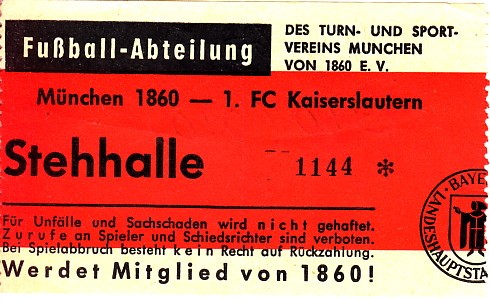 Fußball-Abteilung
DES TURN- UND SPORT-
VEREINS MUNCHEN
VON 1860 E. V.
München 1860 — 1. FC Kaiserslautern
Stehhalle
1144 *
Für Unfälle und Sachschaden wird nicht gehaftet.
Zurufe an Spieler und Schiedsrichter sind verboten.
Bei Spielabbruch besteht kein Recht auf Rückzahlung.
Werdet Mitglied von 1860!
· BAYE
LANDESHAUPTSTA